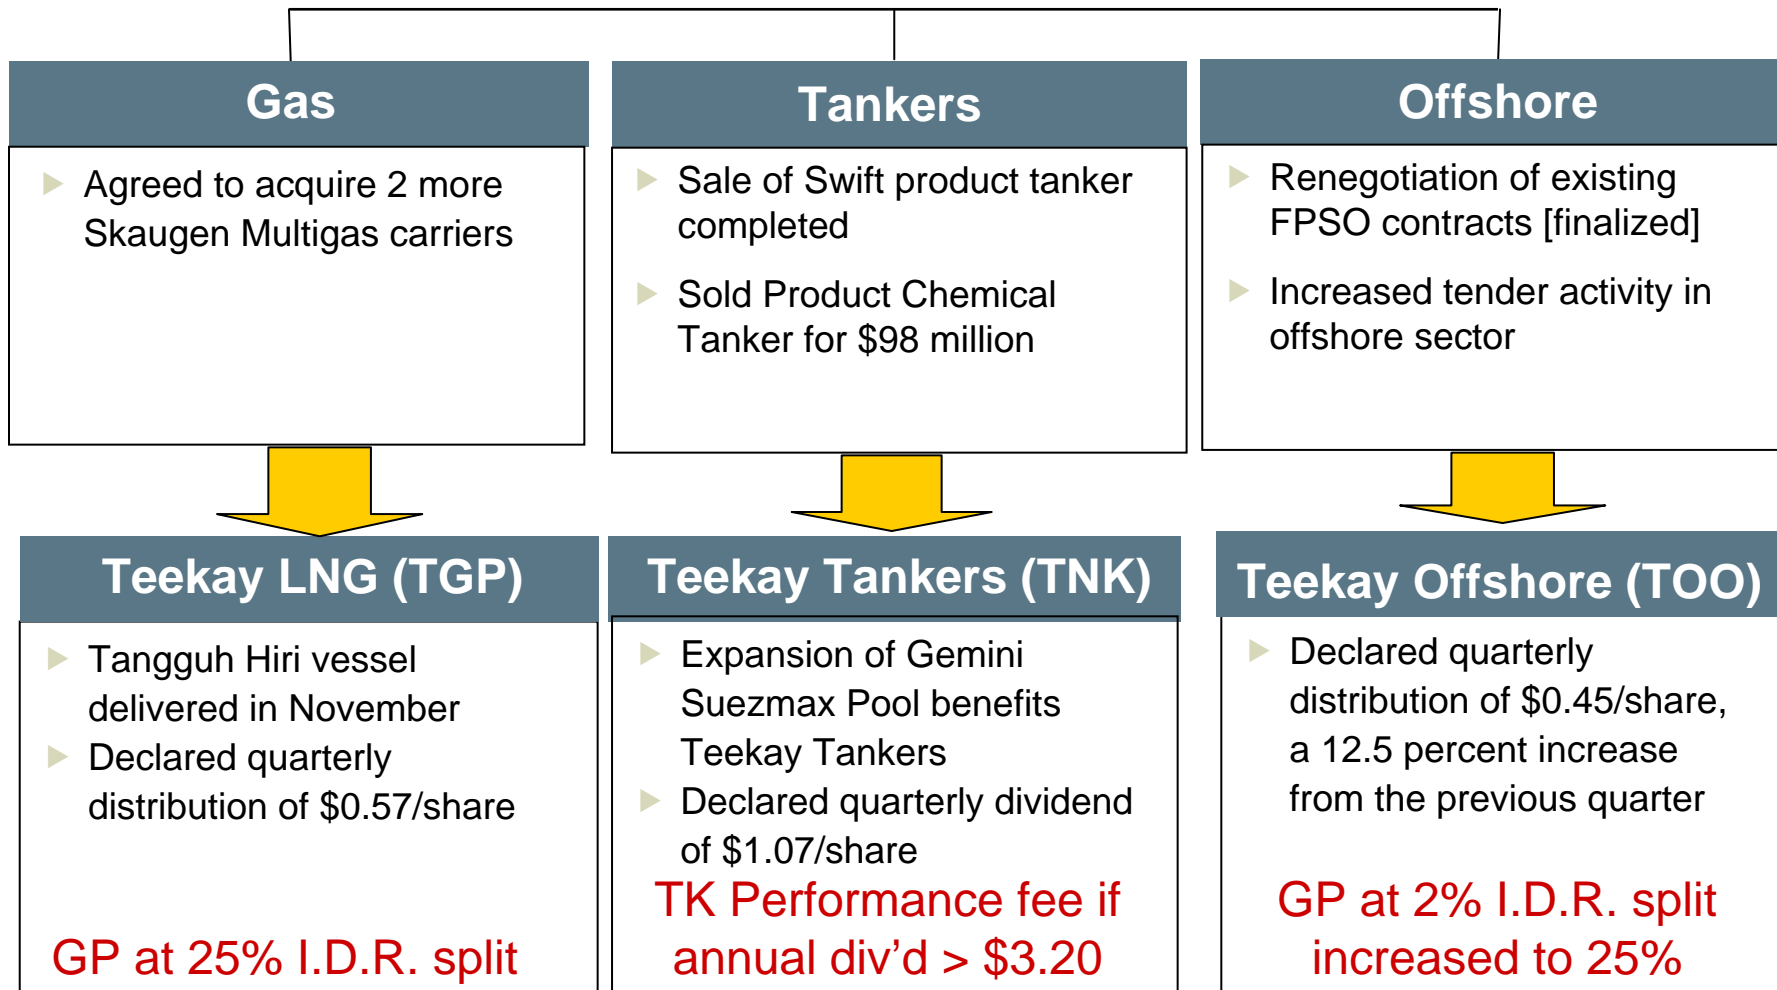 Gas
Agreed to acquire 2 more
Skaugen Multigas carriers
Tankers
Sale of Swift product tanker
completed
Sold Product Chemical
Tanker for $98 million
Offshore
Renegotiation of existing
FPSO contracts [finalized]
Increased tender activity in
offshore sector
Teekay LNG (TGP)
Tangguh Hiri vessel
delivered in November
Declared quarterly
distribution of $0.57/share
GP at 25% I.D.R. split
Teekay Tankers (TNK)
Expansion of Gemini
Suezmax Pool benefits
Teekay Tankers
Declared quarterly dividend
of $1.07/share
TK Performance fee if
annual div'd > $3.20
Teekay Offshore (TOO)
Declared quarterly
distribution of $0.45/share,
a 12.5 percent increase
from the previous quarter
GP at 2% I.D.R. split
increased to 25%